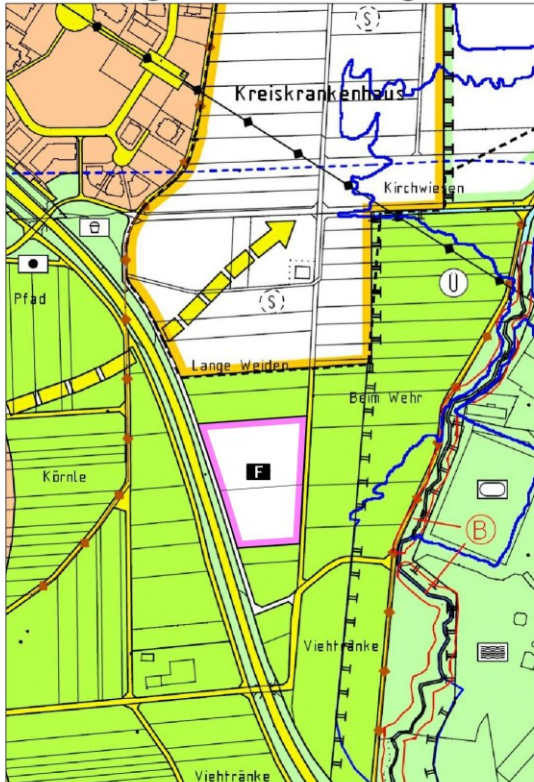 S
Kreiskrankenhaus
Kirchwiesen
Ü
Pfad
S
Lange Weiden
Beim Wehr
Körnle
F
B
Viehtränke
Viehtränke